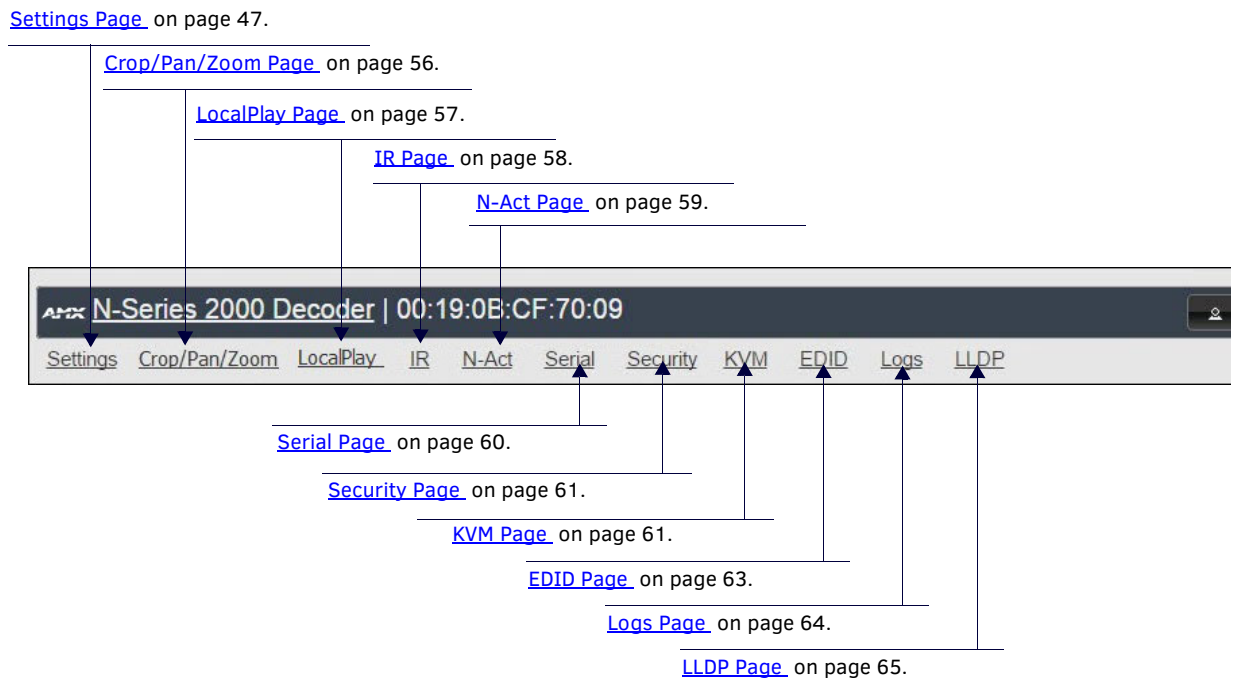 Settings Page on page 47.
Crop/Pan/Zoom Page on page 56.
LocalPlay Page on page 57.
IR Page on page 58.
N-Act Page on page 59.
AMX N-Series 2000 Decoder | 00:19:0B:CF:70:09
Settings Crop/Pan/Zoom LocalPlay IR N-Act Serial Security KVM EDID Logs LLDP
Serial Page on page 60.
Security Page on page 61.
KVM Page on page 61.
EDID Page on page 63.
Logs Page on page 64.
LLDP Page on page 65.